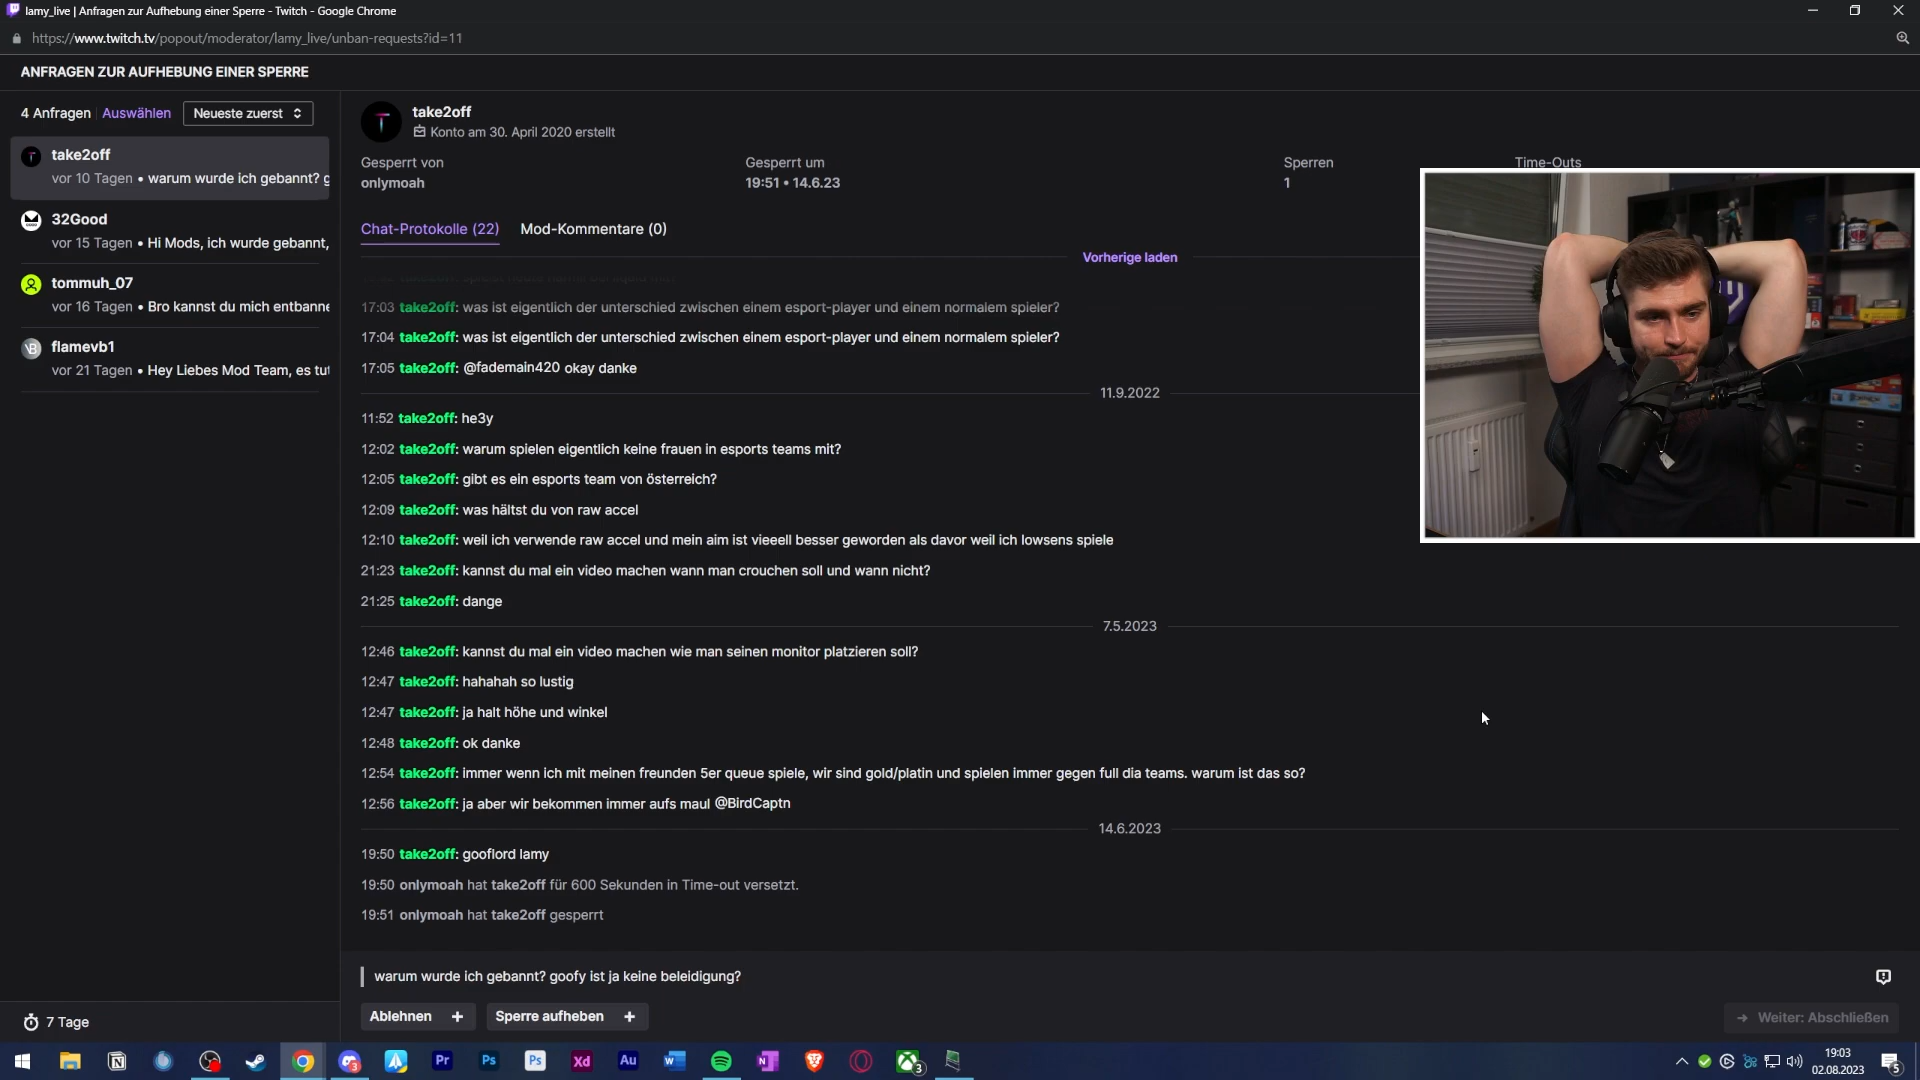 lamy_live | Anfragen zur Aufhebung einer Sperre - Twitch - Google Chrome
https://www.twitch.tv/popout/moderator/lamy_live/unban-requests?id=11
ANFRAGEN ZUR AUFHEBUNG EINER SPERRE
4 Anfragen Auswählen Neueste zuerst
take2off
vor 10 Tagen • warum wurde ich gebannt? g
32Good
vor 15 Tagen • Hi Mods, ich wurde gebannt,
tommuh_07
vor 16 Tagen • Bro kannst du mich entbanne
flamevb1
vor 21 Tagen • Hey Liebes Mod Team, es tut
7 Tage
take2off
Konto am 30. April 2020 erstellt
Gesperrt von Gesperrt um Sperren Time-Outs
onlymoah 19:51 • 14.6.23 1
Chat-Protokolle (22) Mod-Kommentare (0)
Vorherige laden
17:03 take2off: was ist eigentlich der unterschied zwischen einem esport-player und einem normalem spieler?
17:04 take2off: was ist eigentlich der unterschied zwischen einem esport-player und einem normalem spieler?
17:05 take2off: @fademain420 okay danke
11.9.2022
11:52 take2off: he3y
12:02 take2off: warum spielen eigentlich keine frauen in esports teams mit?
12:05 take2off: gibt es ein esports team von österreich?
12:09 take2off: was hältst du von raw accel
12:10 take2off: weil ich verwende raw accel und mein aim ist vieeell besser geworden als davor weil ich lowsens spiele
21:23 take2off: kannst du mal ein video machen wann man crouchen soll und wann nicht?
21:25 take2off: dange
7.5.2023
12:46 take2off: kannst du mal ein video machen wie man seinen monitor platzieren soll?
12:47 take2off: hahahah so lustig
12:47 take2off: ja halt höhe und winkel
12:48 take2off: ok danke
12:54 take2off: immer wenn ich mit meinen freunden 5er queue spiele, wir sind gold/platin und spielen immer gegen full dia teams. warum ist das so?
12:56 take2off: ja aber wir bekommen immer aufs maul @BirdCaptn
14.6.2023
19:50 take2off: gooflord lamy
19:50 onlymoah hat take2off für 600 Sekunden in Time-out versetzt.
19:51 onlymoah hat take2off gesperrt
warum wurde ich gebannt? goofy ist ja keine beleidigung?
Ablehnen + Sperre aufheben +
Weiter: Abschließen
3 Pr Ps Ps Xd Au W N 3
19:03
02.08.2023
5